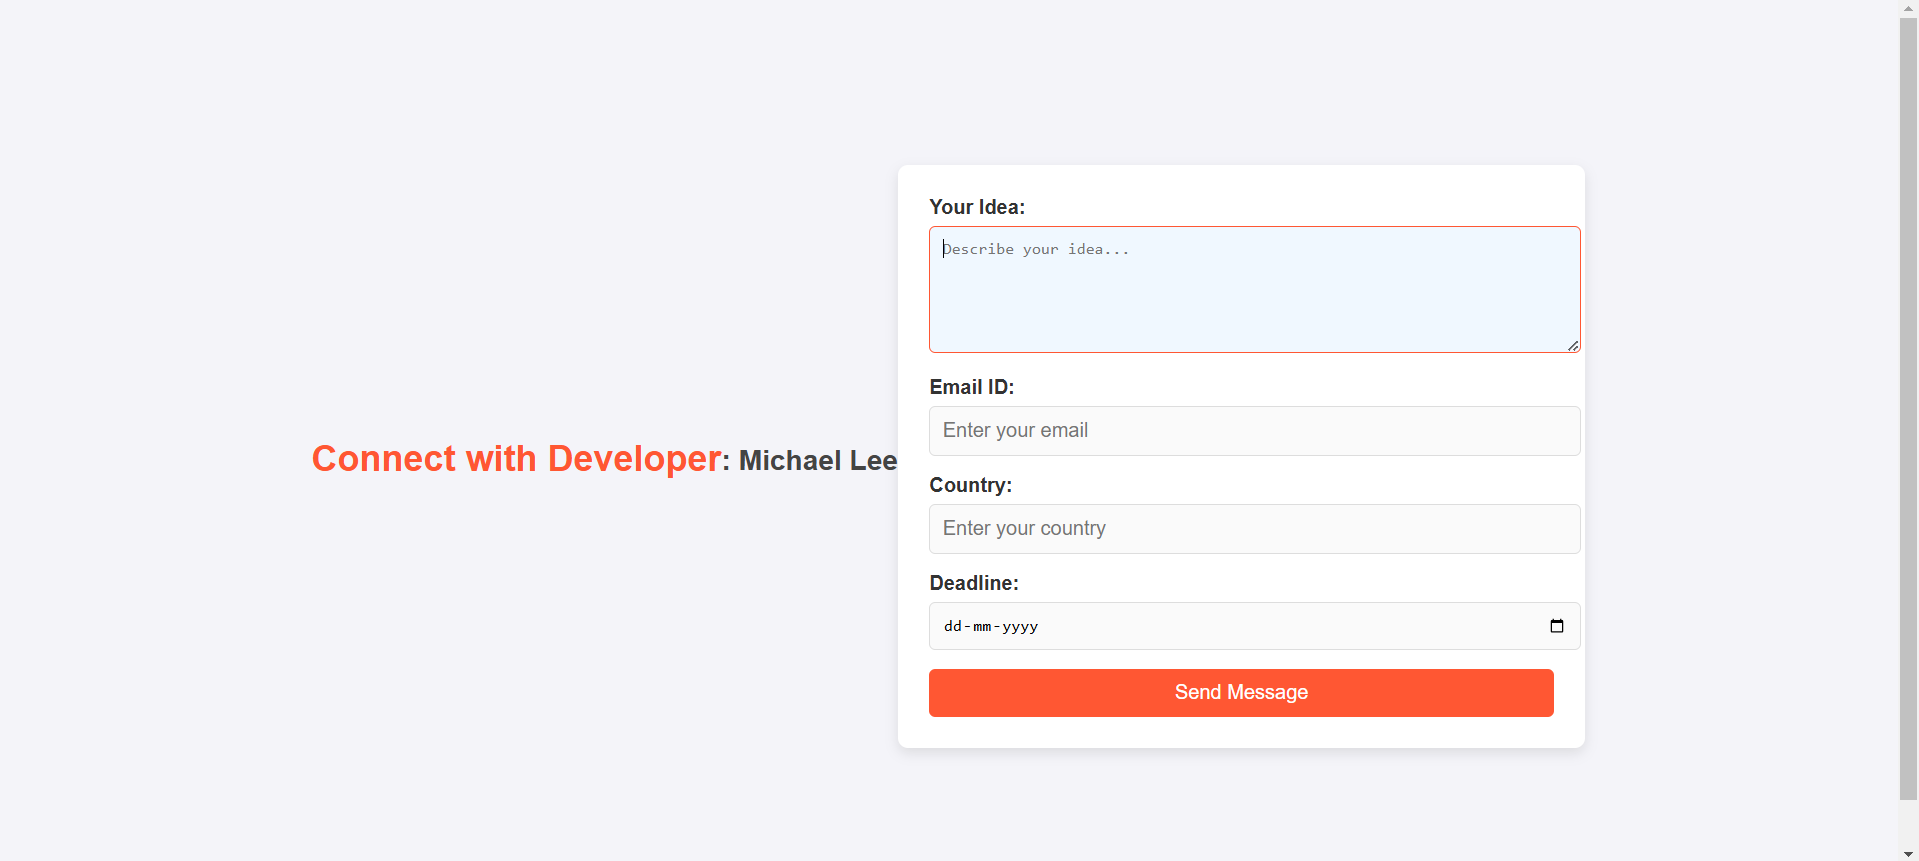 Connect with Developer: Michael Lee
Your Idea:
Describe your idea...
Email ID:
Enter your email
Country:
Enter your country
Deadline:
dd-mm-yyyy
Send Message